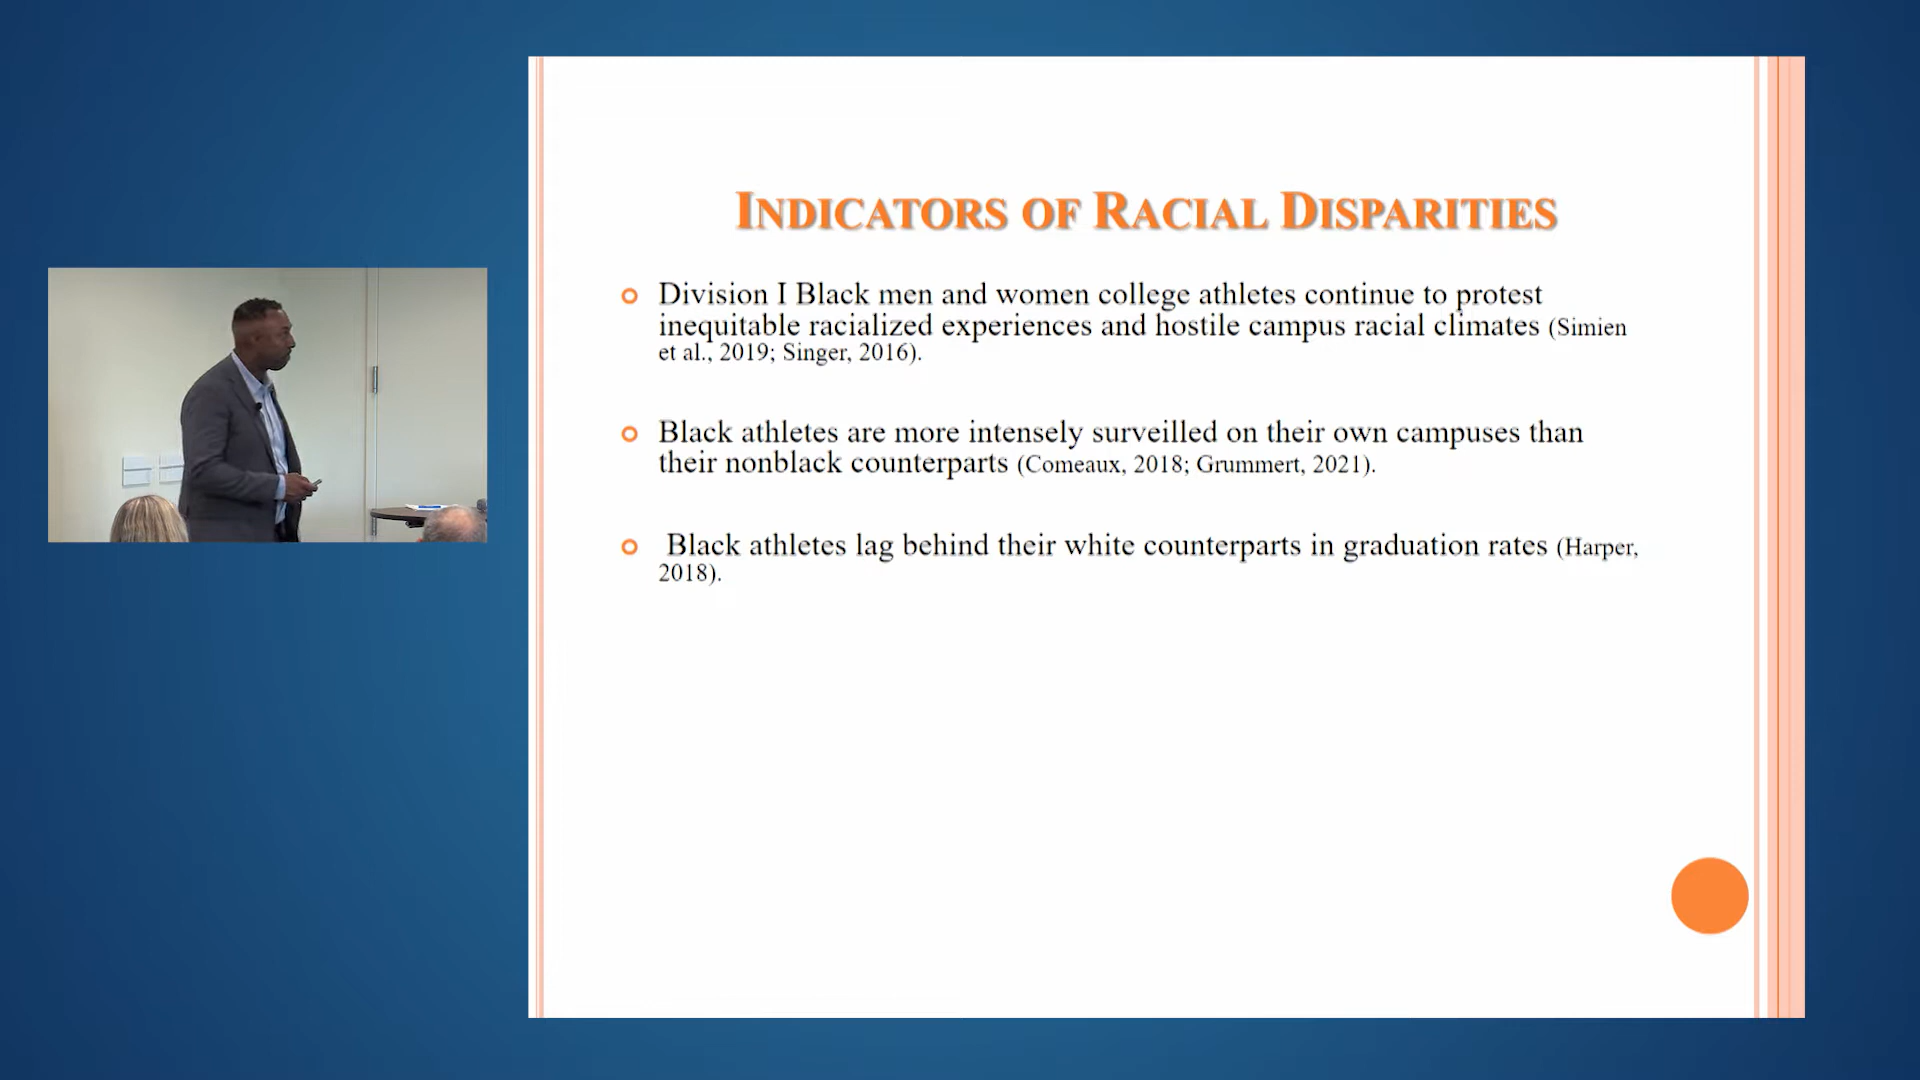 INDICATORS OF RACIAL DISPARITIES
Division I Black men and women college athletes continue to protest
inequitable racialized experiences and hostile campus racial climates (Simien
et al., 2019; Singer, 2016).
Black athletes are more intensely surveilled on their own campuses than
their nonblack counterparts (Comeaux, 2018; Grummert, 2021).
Black athletes lag behind their white counterparts in graduation rates (Harper,
2018).